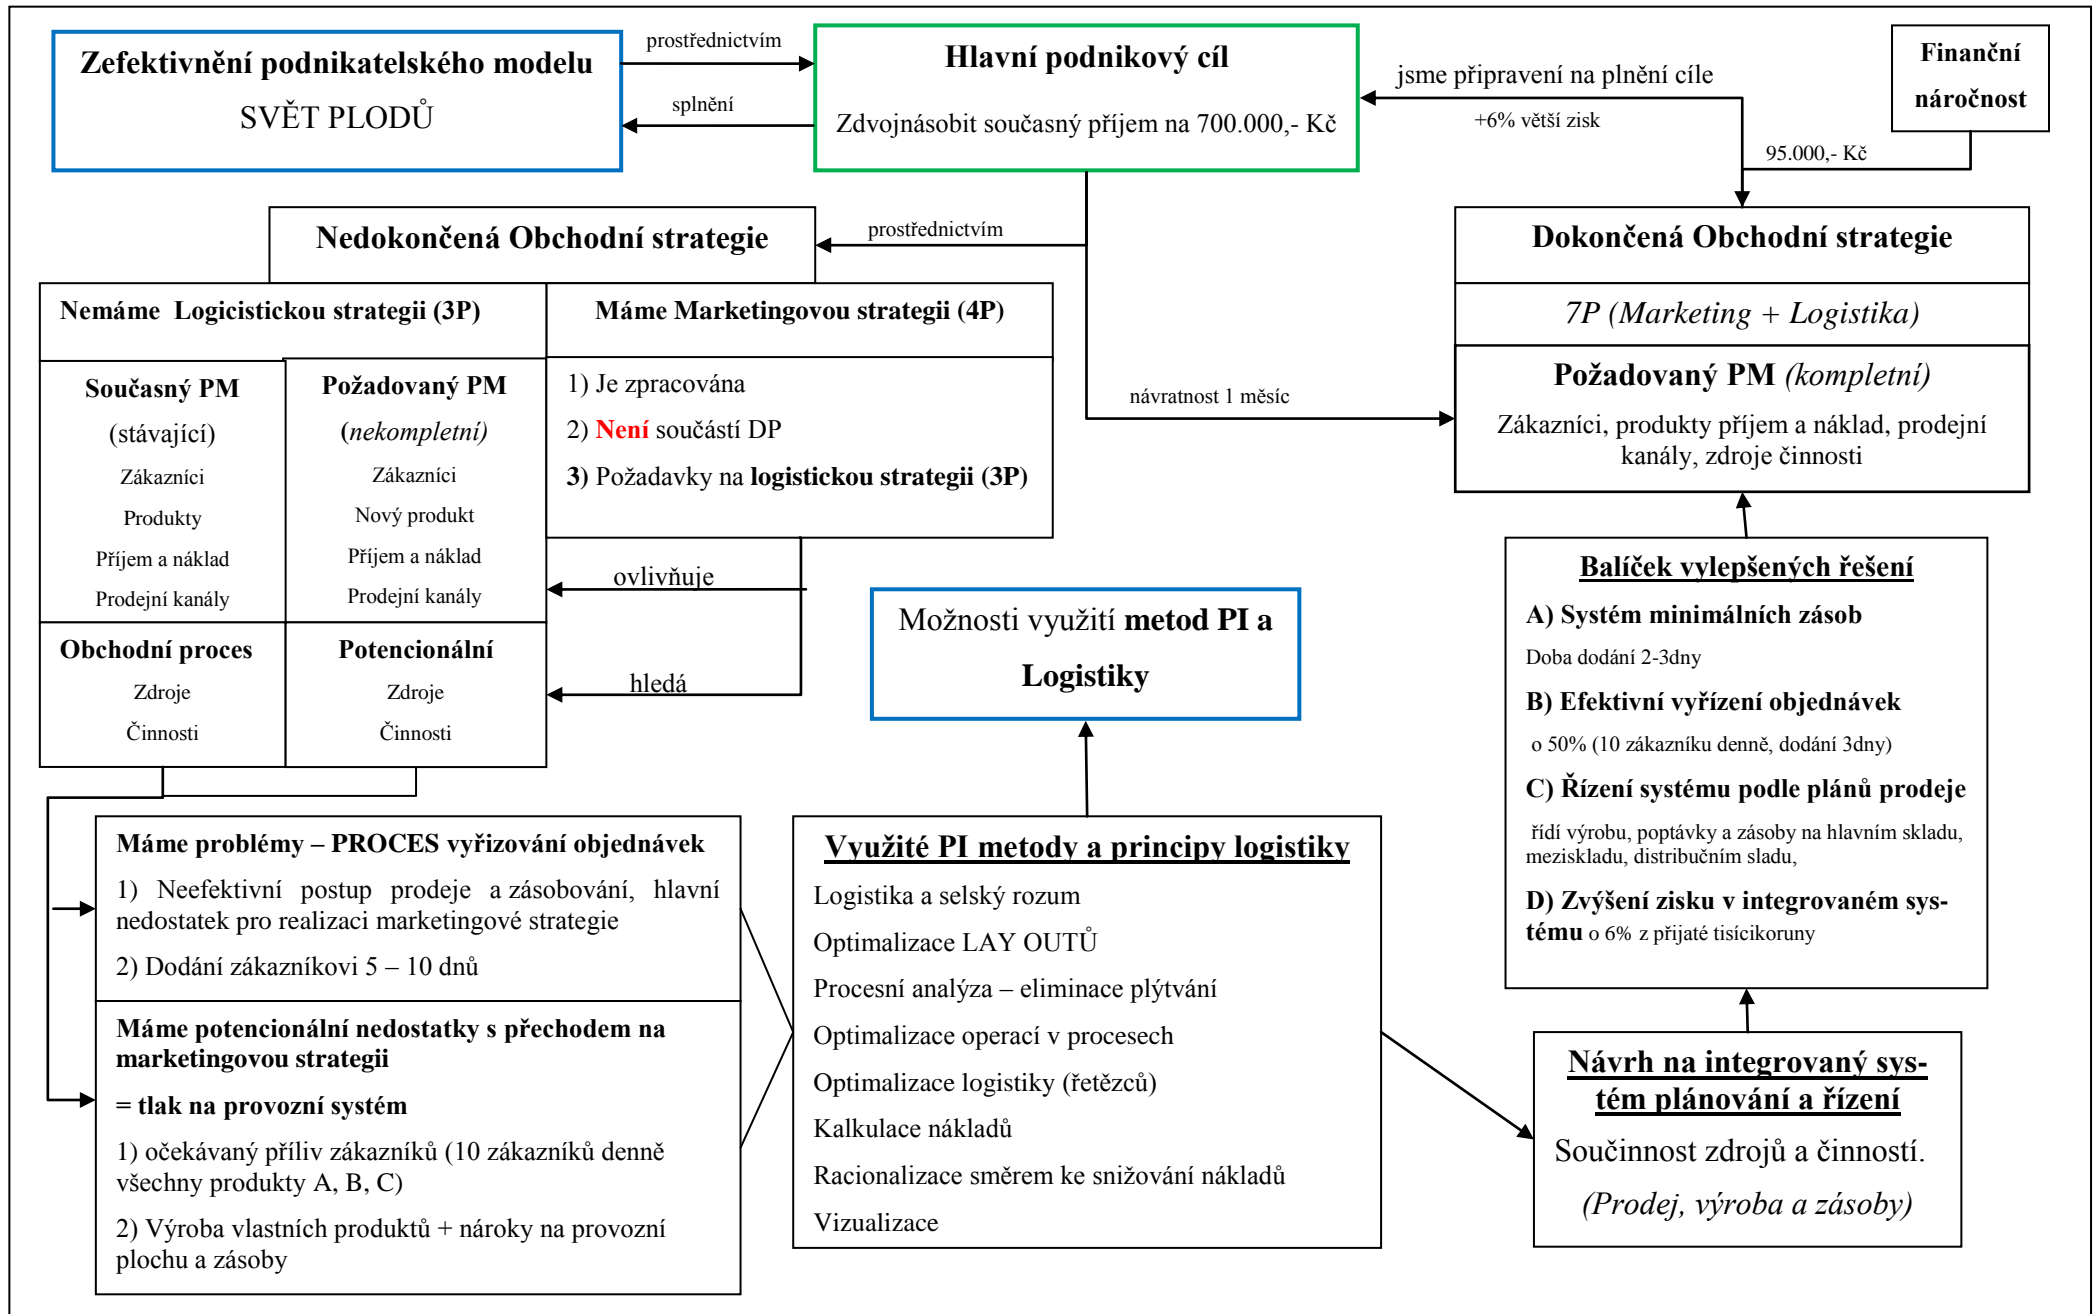 Zefektivnění podnikatelského modelu
SVĚT PLODŮ
prostřednictvím
splnění
Hlavní podnikový cíl
Zdvojnásobit současný příjem na 700.000,- Kč
jsme připravení na plnění cíle
+6% větší zisk
Finanční
náročnost
95.000,- Kč
Nedokončená Obchodní strategie
prostřednictvím
Dokončená Obchodní strategie
7P (Marketing + Logistika)
Požadovaný PM (kompletní)
Zákazníci, produkty příjem a náklad, prodejní
kanály, zdroje činnosti
návratnost 1 měsíc
Nemáme Logicistickou strategii (3P)
Máme Marketingovou strategii (4P)
Současný PM
(stávající)
Zákazníci
Produkty
Příjem a náklad
Prodejní kanály
Požadovaný PM
(nekompletní)
Zákazníci
Nový produkt
Příjem a náklad
Prodejní kanály
1) Je zpracována
2) Není součástí DP
3) Požadavky na logistickou strategii (3P)
ovlivňuje
hledá
Obchodní proces
Zdroje
Činnosti
Potencionální
Zdroje
Činnosti
Možnosti využití metod PI a
Logistiky
Balíček vylepšených řešení
A) Systém minimálních zásob
Doba dodání 2-3dny
B) Efektivní vyřízení objednávek
o 50% (10 zákazníku denně, dodání 3dny)
C) Řízení systému podle plánů prodeje
řídí výrobu, poptávky a zásoby na hlavním skladu,
meziskladu, distribučním sladu,
D) Zvýšení zisku v integrovaném sys-
tému o 6% z přijaté tisícikoruny
Máme problémy – PROCES vyřizování objednávek
1) Neefektivní postup prodeje a zásobování, hlavní
nedostatek pro realizaci marketingové strategie
2) Dodání zákazníkovi 5 – 10 dnů
Máme potencionální nedostatky s přechodem na
marketingovou strategii
= tlak na provozní systém
1) očekávaný příliv zákazníků (10 zákazníků denně
všechny produkty A, B, C)
2) Výroba vlastních produktů + nároky na provozní
plochu a zásoby
Využité PI metody a principy logistiky
Logistika a selský rozum
Optimalizace LAY OUTŮ
Procesní analýza – eliminace plýtvání
Optimalizace operací v procesech
Optimalizace logistiky (řetězců)
Kalkulace nákladů
Racionalizace směrem ke snižování nákladů
Vizualizace
Návrh na integrovaný sys-
tém plánování a řízení
Součinnost zdrojů a činností.
(Prodej, výroba a zásoby)